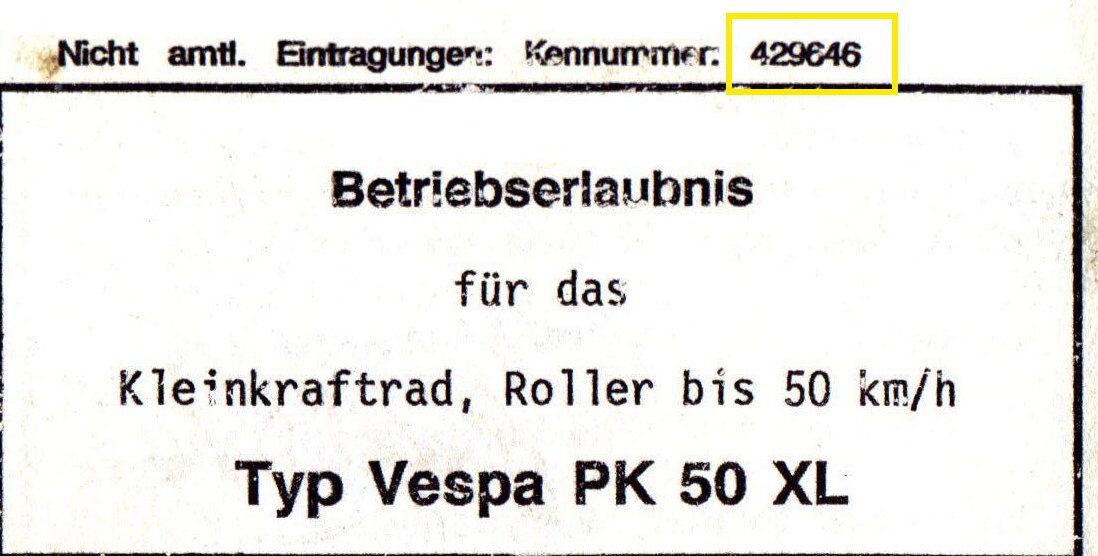 Nicht amtl. Eintragungen: Kennummer: 429646
Betriebserlaubnis
für das
Kleinkraftrad, Roller bis 50 km/h
Typ Vespa PK 50 XL